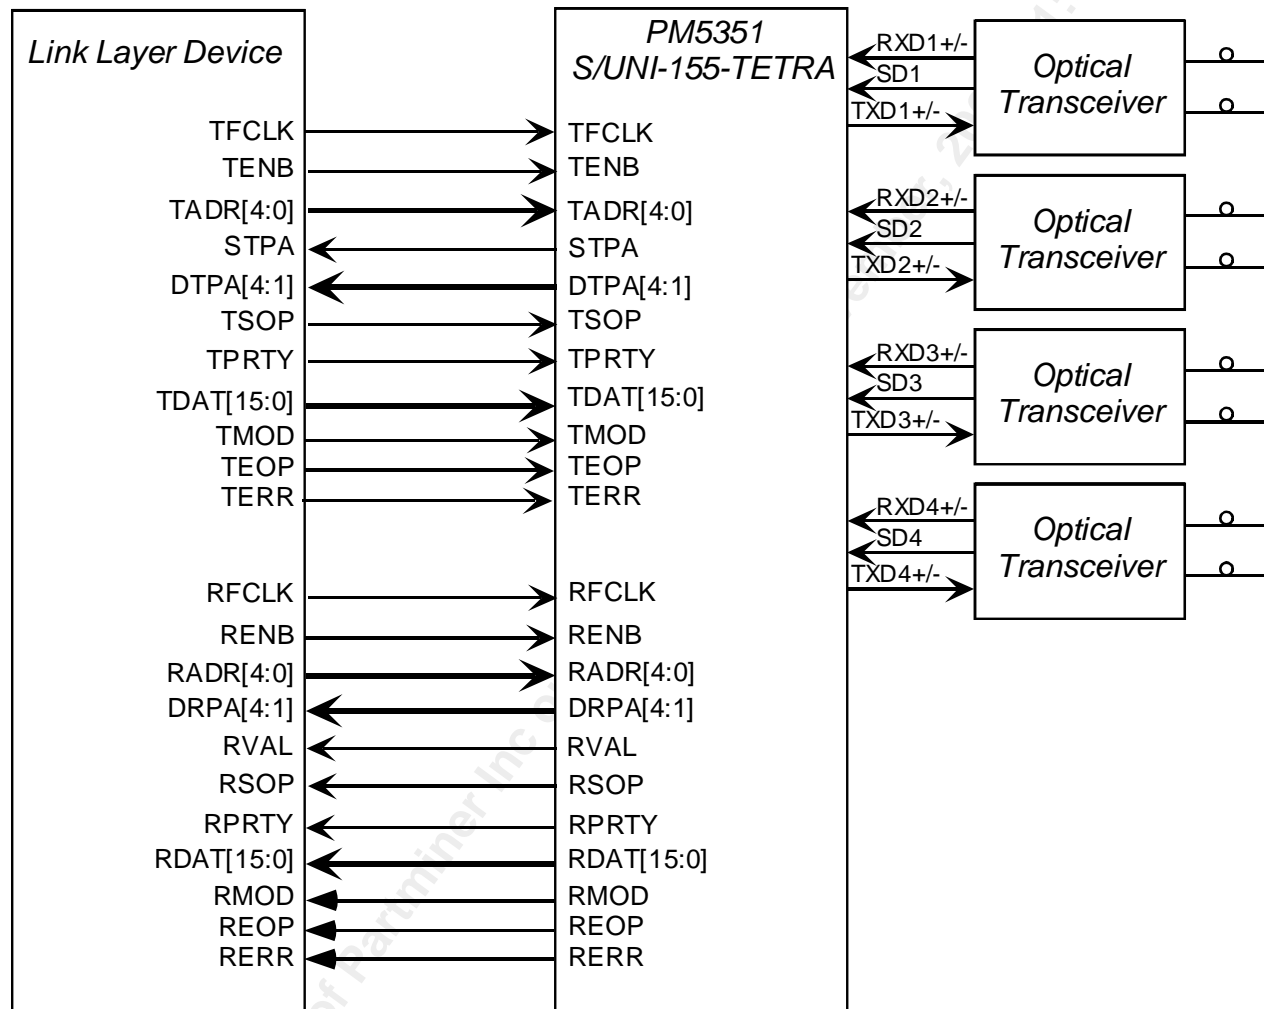 Link Layer Device
TFCLK
TENB
TADR[4:0]
STPA
DTPA[4:1]
TSOP
TPRTY
TDAT[15:0]
TMOD
TEOP
TERR
RFCLK
RENB
RADR[4:0]
DRPA[4:1]
RVAL
RSOP
RPRTY
RDAT[15:0]
RMOD
REOP
RERR
PM5351
S/UNI-155-TETRA
TFCLK
TENB
TADR[4:0]
STPA
DTPA[4:1]
TSOP
TPRTY
TDAT[15:0]
TMOD
TEOP
TERR
RFCLK
RENB
RADR[4:0]
DRPA[4:1]
RVAL
RSOP
RPRTY
RDAT[15:0]
RMOD
REOP
RERR
RXD1+/-
SD1
TXD1+/-
Optical
Transceiver
RXD2+/-
SD2
TXD2+/-
Optical
Transceiver
RXD3+/-
SD3
TXD3+/-
Optical
Transceiver
RXD4+/-
SD4
TXD4+/-
Optical
Transceiver
of Partminer Inc